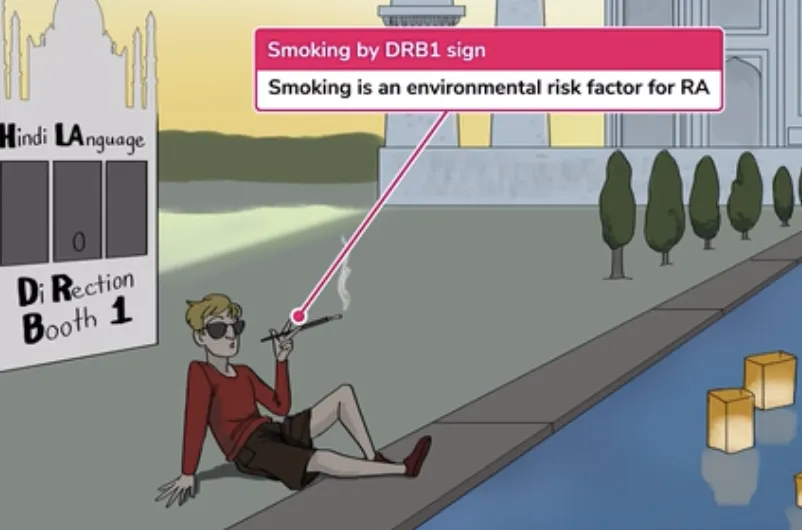 Smoking by DRB1 sign
Smoking is an environmental risk factor for RA
Hindi LAnguage
0
Di Rection
Booth 1